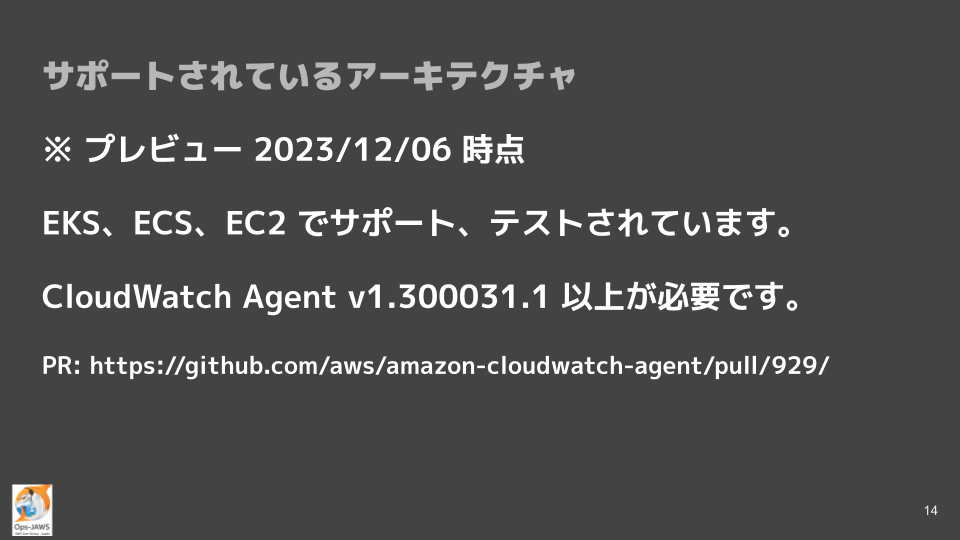 サポートされているアーキテクチャ
※ プレビュー 2023/12/06 時点
EKS、ECS、EC2 でサポート、テストされています。
CloudWatch Agent v1.300031.1 以上が必要です。
PR: https://github.com/aws/amazon-cloudwatch-agent/pull/929/
Ops-JAWS
14